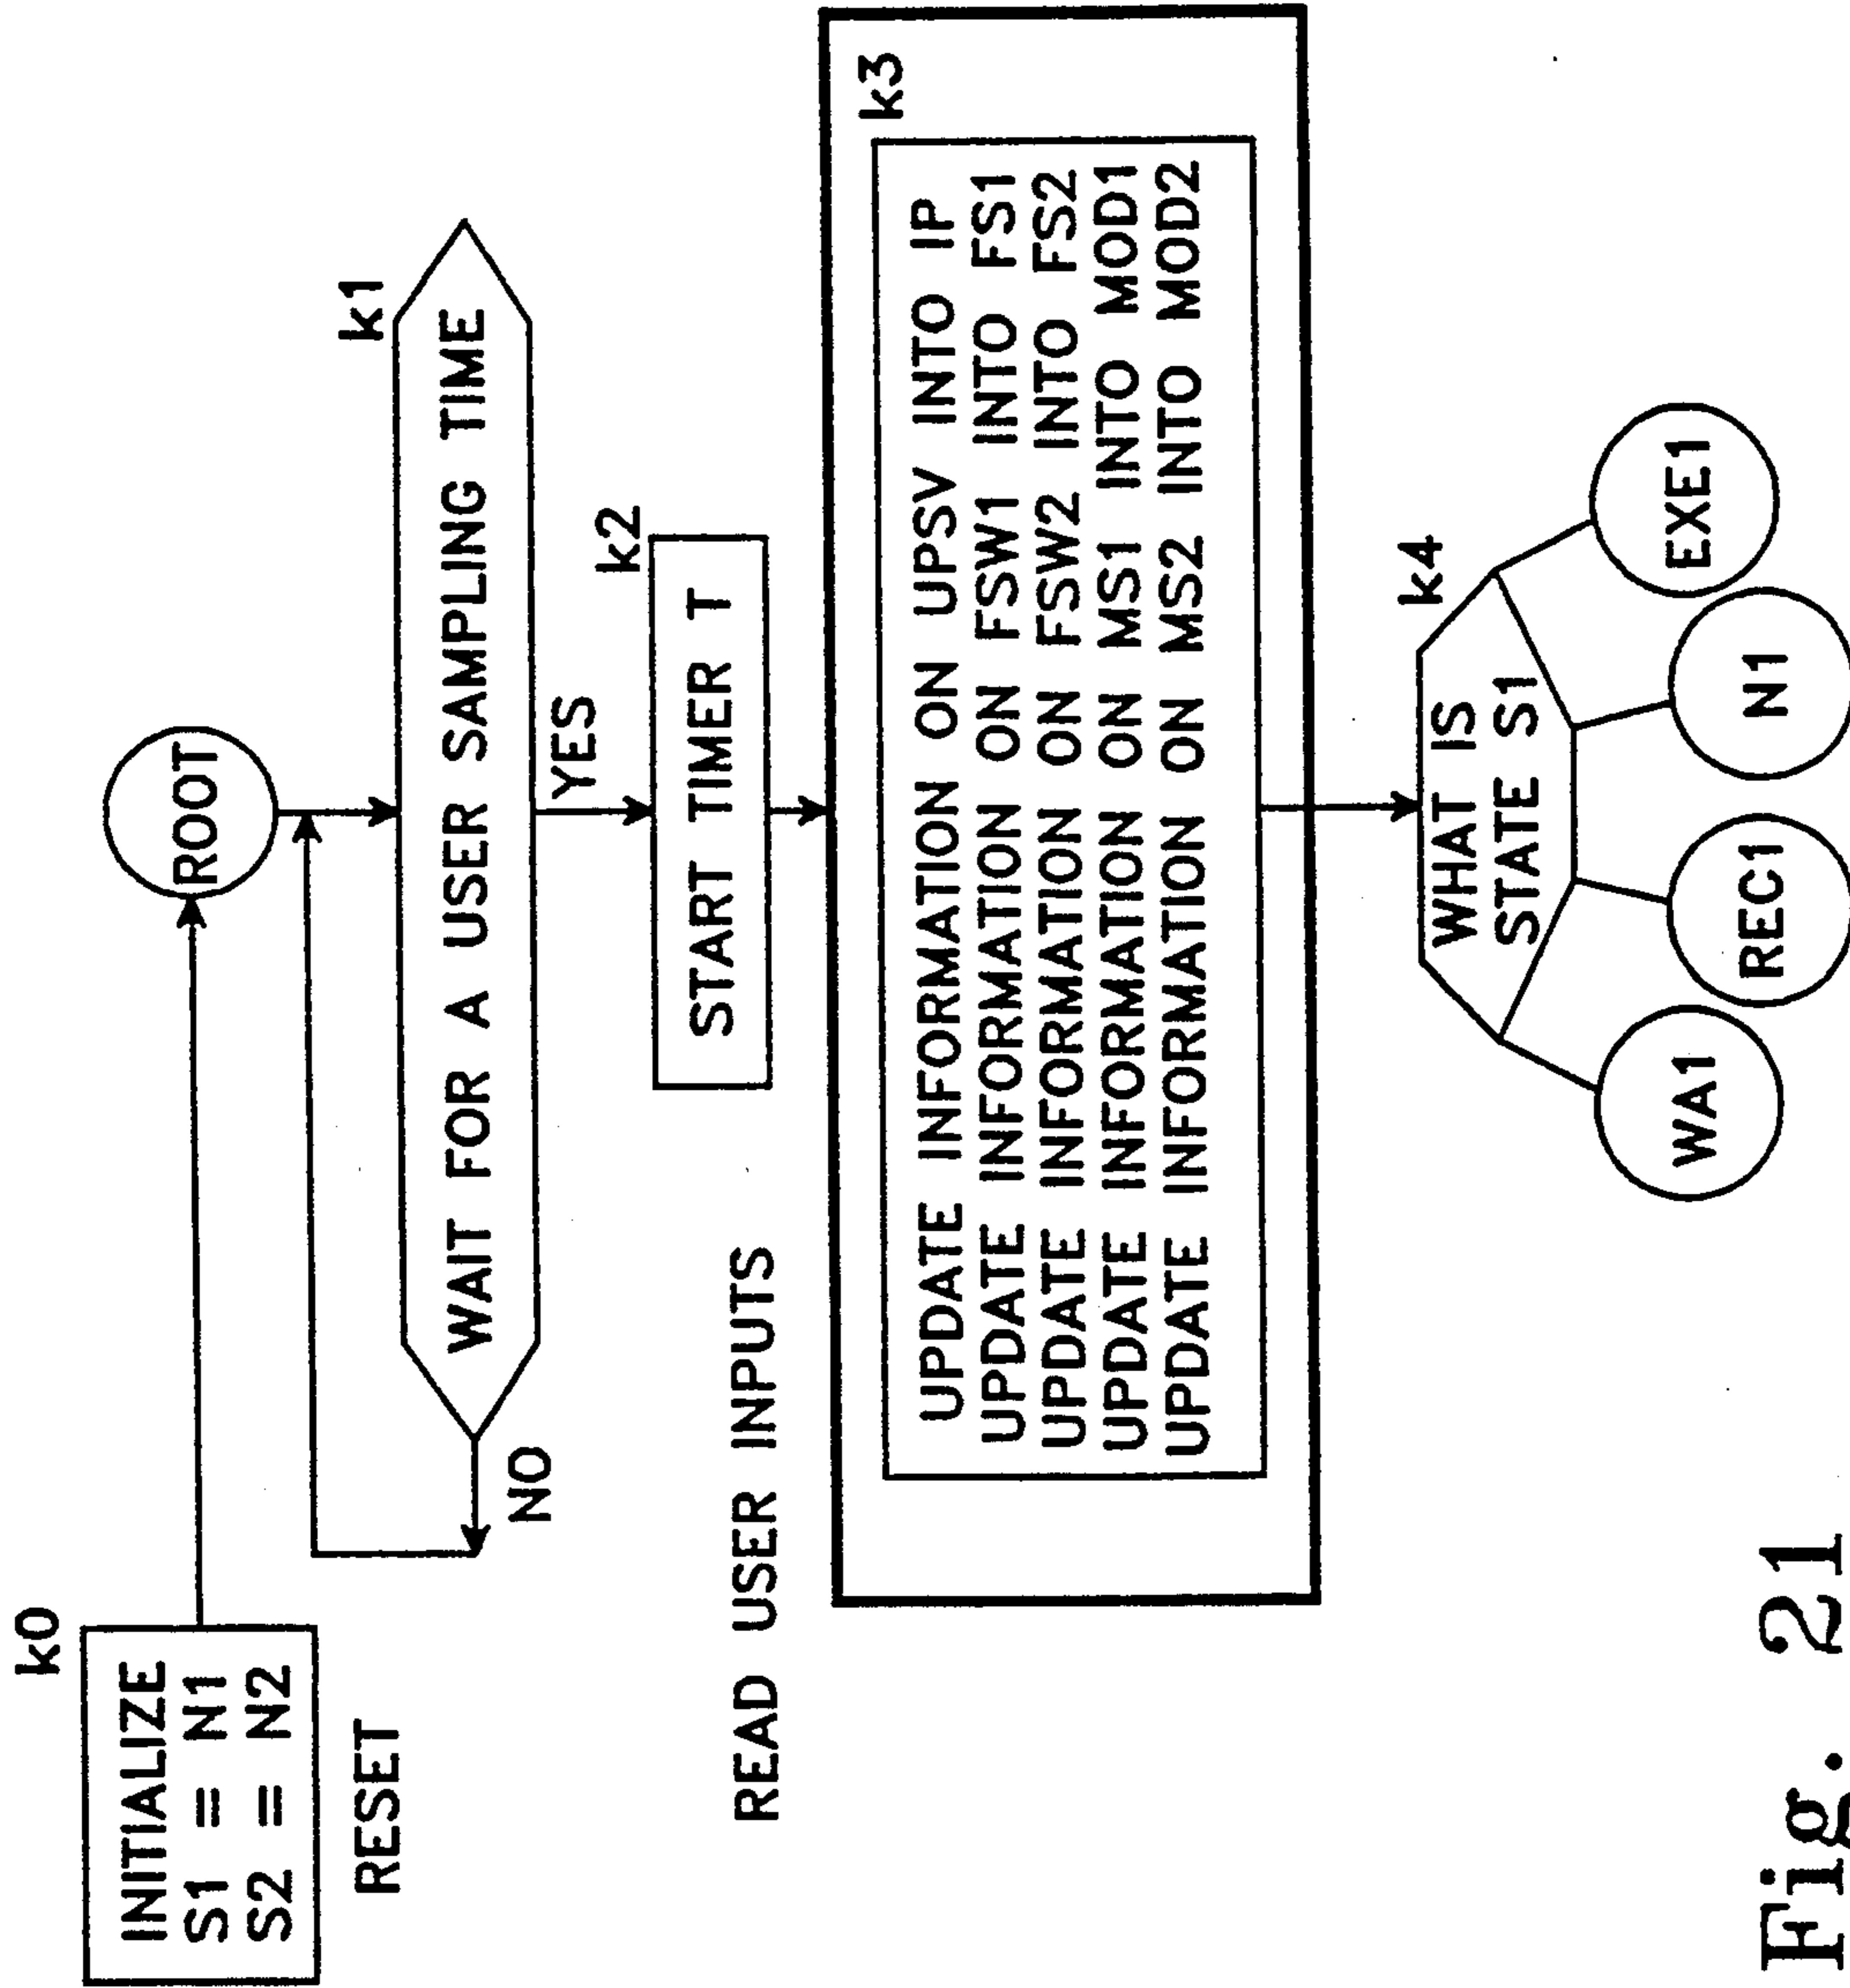 k0
INITIALIZE
S1 = N1
S2 = N2
RESET
ROOT
k1
WAIT FOR A USER SAMPLING TIME
NO
YES
k2
START TIMER T
READ USER INPUTS
k3
UPDATE INFORMATION ON UPSV INTO IP
UPDATE INFORMATION ON FSW1 INTO FS1
UPDATE INFORMATION ON FSW2 INTO FS2
UPDATE INFORMATION ON MS1 INTO MOD1
UPDATE INFORMATION ON MS2 INTO MOD2
k4
WHAT IS
STATE S1
WA1
REC1
N1
EXE1
Fig. 21